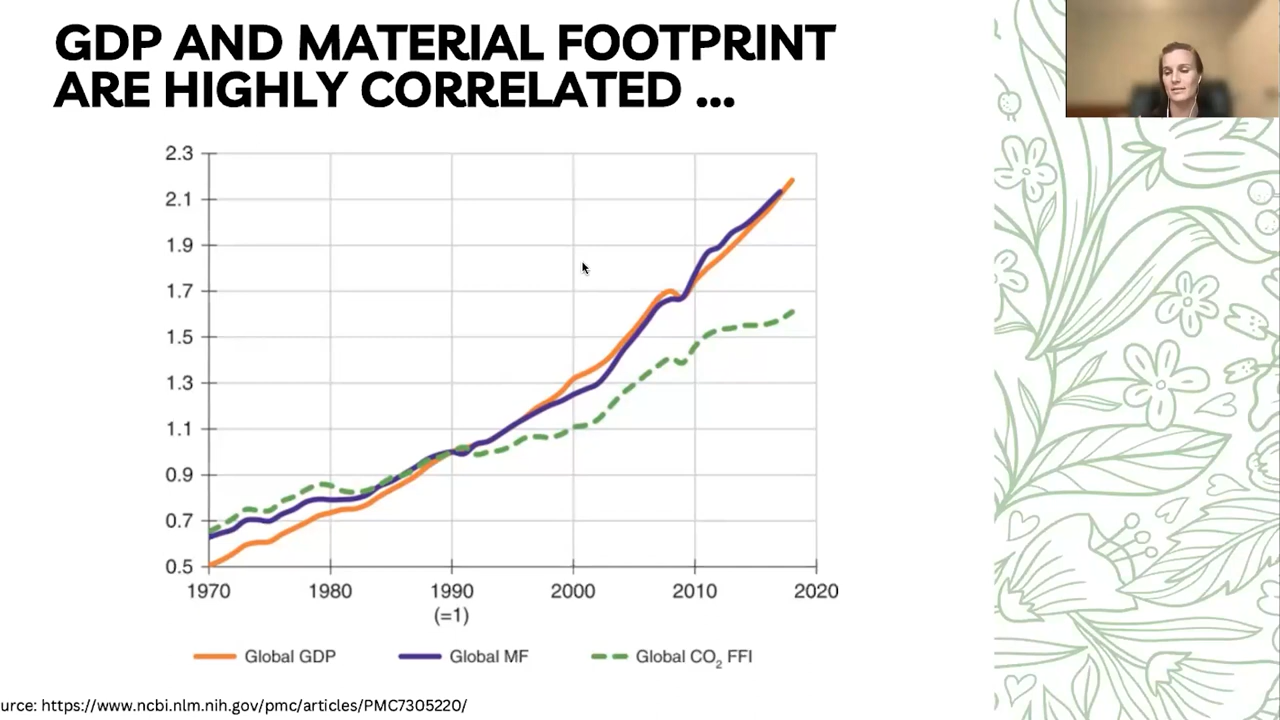 GDP AND MATERIAL FOOTPRINT
ARE HIGHLY CORRELATED ...
2.3
2.1
1.9
1.7
1.5
1.3
1.1
0.9
0.7
0.5
1970 1980 1990 2000 2010 2020
(=1)
Global GDP Global MF Global CO₂ FFI
urce: https://www.ncbi.nlm.nih.gov/pmc/articles/PMC7305220/